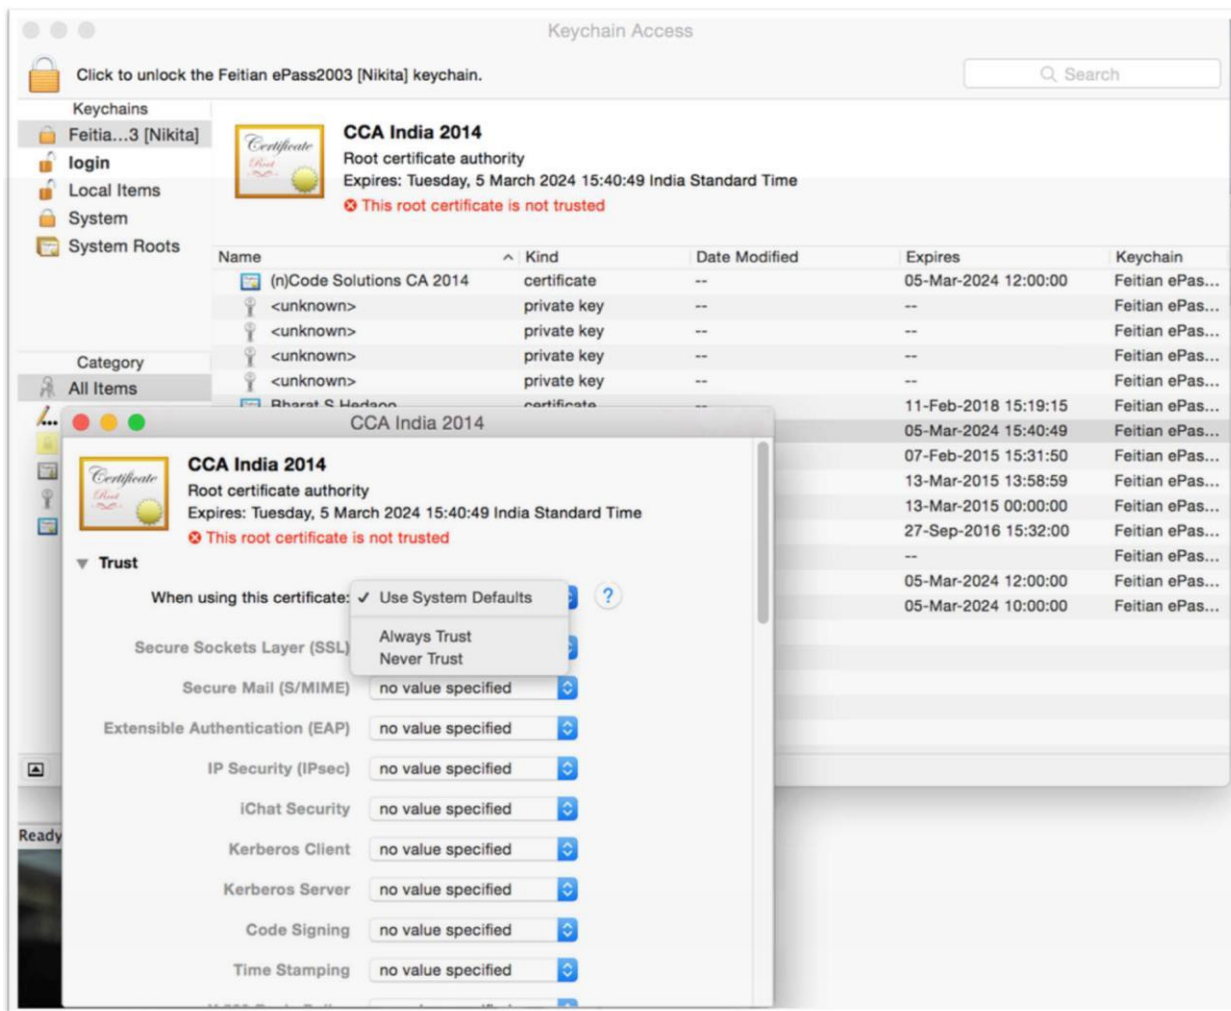 Keychain Access
Click to unlock the Feitian ePass2003 [Nikita] keychain.
Search
Keychains
Feitia...3 [Nikita]
login
Local Items
System
System Roots
Certificate
Root
CCA India 2014
Root certificate authority
Expires: Tuesday, 5 March 2024 15:40:49 India Standard Time
This root certificate is not trusted
Name Kind Date Modified Expires Keychain
(n)Code Solutions CA 2014 certificate -- 05-Mar-2024 12:00:00 Feitian ePas...
<unknown> private key -- -- Feitian ePas...
<unknown> private key -- -- Feitian ePas...
<unknown> private key -- -- Feitian ePas...
<unknown> private key -- -- Feitian ePas...
Bharat S Hedaoo certificate -- 11-Feb-2018 15:19:15 Feitian ePas...
05-Mar-2024 15:40:49 Feitian ePas...
07-Feb-2015 15:31:50 Feitian ePas...
13-Mar-2015 13:58:59 Feitian ePas...
13-Mar-2015 00:00:00 Feitian ePas...
27-Sep-2016 15:32:00 Feitian ePas...
-- Feitian ePas...
05-Mar-2024 12:00:00 Feitian ePas...
05-Mar-2024 10:00:00 Feitian ePas...
Category
All Items
CCA India 2014
Certificate
Root
CCA India 2014
Root certificate authority
Expires: Tuesday, 5 March 2024 15:40:49 India Standard Time
This root certificate is not trusted
Trust
When using this certificate: ✓ Use System Defaults ?
Always Trust
Never Trust
Secure Sockets Layer (SSL)
Secure Mail (S/MIME) no value specified
Extensible Authentication (EAP) no value specified
IP Security (IPsec) no value specified
iChat Security no value specified
Kerberos Client no value specified
Kerberos Server no value specified
Code Signing no value specified
Time Stamping no value specified
Ready